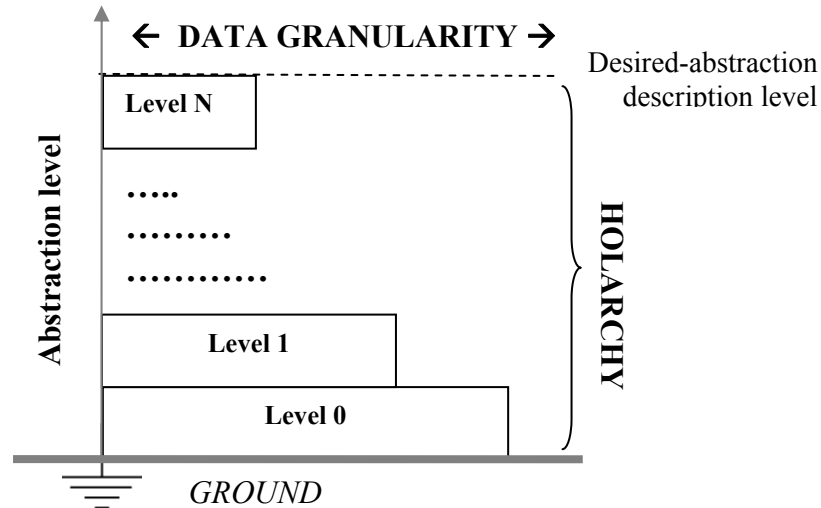 ← DATA GRANULARITY →
Desired-abstraction
description level
Level N
Abstraction level
.....
.........
............
HOLARCHY
Level 1
Level 0
GROUND